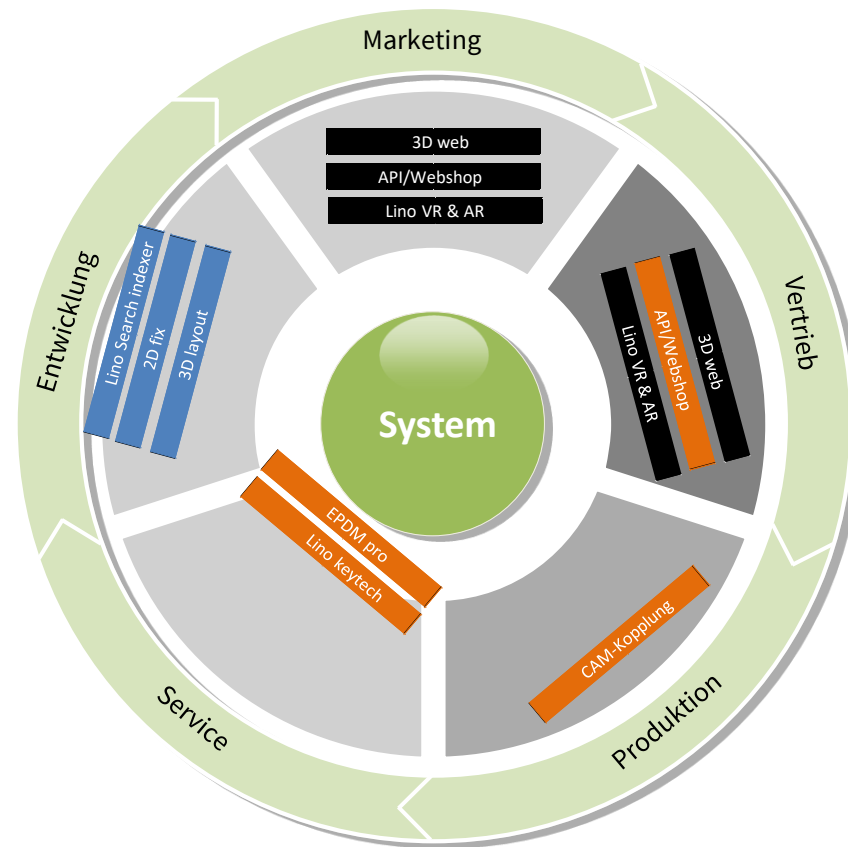 Marketing
3D web
API/Webshop
Lino VR & AR
Vertrieb
Lino VR & AR
API/Webshop
3D web
Entwicklung
Lino Search indexer
2D fix
3D layout
System
EPDM pro
Lino keytech
CAM-Kopplung
Service
Produktion